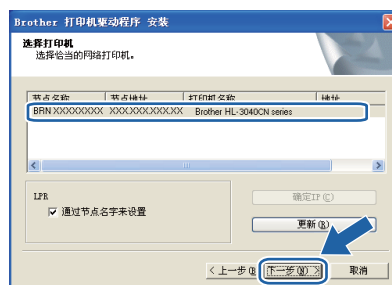 Brother 打印机驱动程序 安装
选择打印机
选择恰当的网络打印机。
节点名称 节点地址 打印机名称 地址
BRN XXXXXXXX XXX.XXX.XXX.XX Brother HL-3040CN series
LPR
通过节点名字来设置
确定IP(C)
更新(R)
< 上一步(B) 下一步(N) > 取消